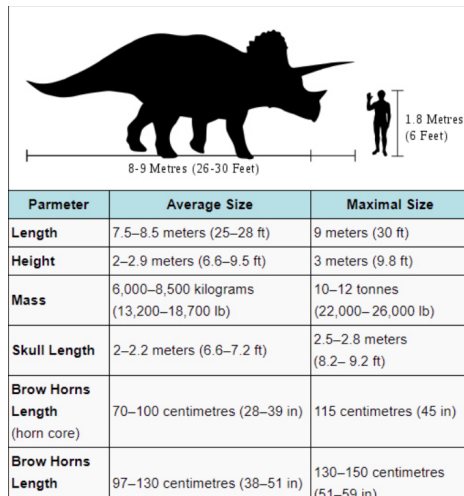 1.8 Metres
(6 Feet)
8-9 Metres (26-30 Feet)
Parmeter Average Size Maximal Size
Length 7.5–8.5 meters (25–28 ft) 9 meters (30 ft)
Height 2–2.9 meters (6.6–9.5 ft) 3 meters (9.8 ft)
Mass 6,000–8,500 kilograms (13,200–18,700 lb) 10–12 tonnes (22,000– 26,000 lb)
Skull Length 2–2.2 meters (6.6–7.2 ft) 2.5–2.8 meters (8.2– 9.2 ft)
Brow Horns Length (horn core) 70–100 centimetres (28–39 in) 115 centimetres (45 in)
Brow Horns Length 97–130 centimetres (38–51 in) 130–150 centimetres (51–59 in)